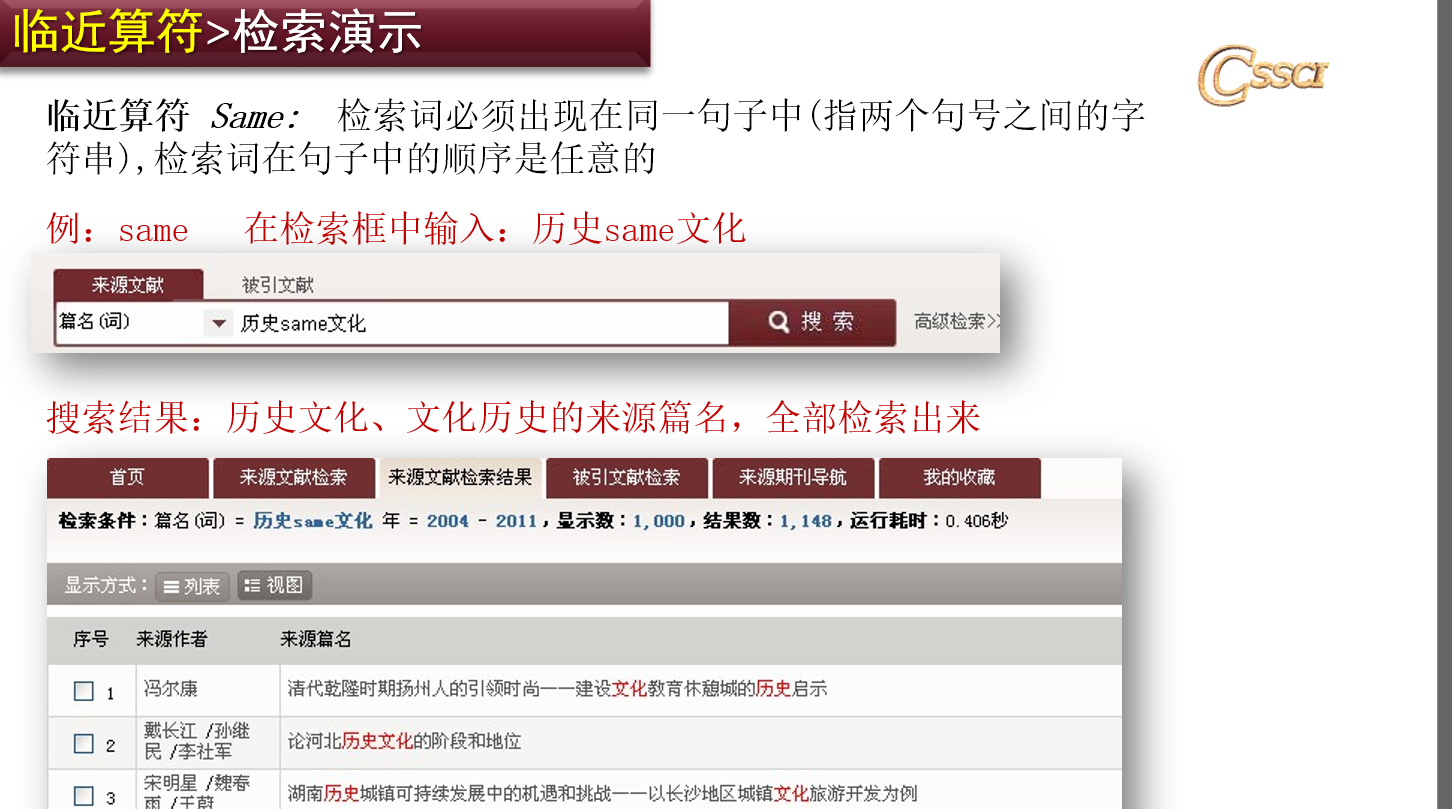 临近算符>检索演示
CSSCI
临近算符 Same: 检索词必须出现在同一句子中(指两个句号之间的字
符串),检索词在句子中的顺序是任意的
例：same 在检索框中输入：历史same文化
来源文献 被引文献
篇名(词) 历史same文化 搜 索 高级检索>>
搜索结果：历史文化、文化历史的来源篇名，全部检索出来
首页 来源文献检索 来源文献检索结果 被引文献检索 来源期刊导航 我的收藏
检索条件：篇名(词) = 历史same文化 年 = 2004 - 2011，显示数：1,000，结果数：1,148，运行耗时：0.406秒
显示方式： 列表 视图
序号 来源作者 来源篇名
1 冯尔康 清代乾隆时期扬州人的引领时尚一一建设文化教育休憩城的历史启示
2 戴长江 /孙继
民 /李社军 论河北历史文化的阶段和地位
3 宋明星 /魏春
雨 /王蔚 湖南历史城镇可持续发展中的机遇和挑战一一以长沙地区城镇文化旅游开发为例